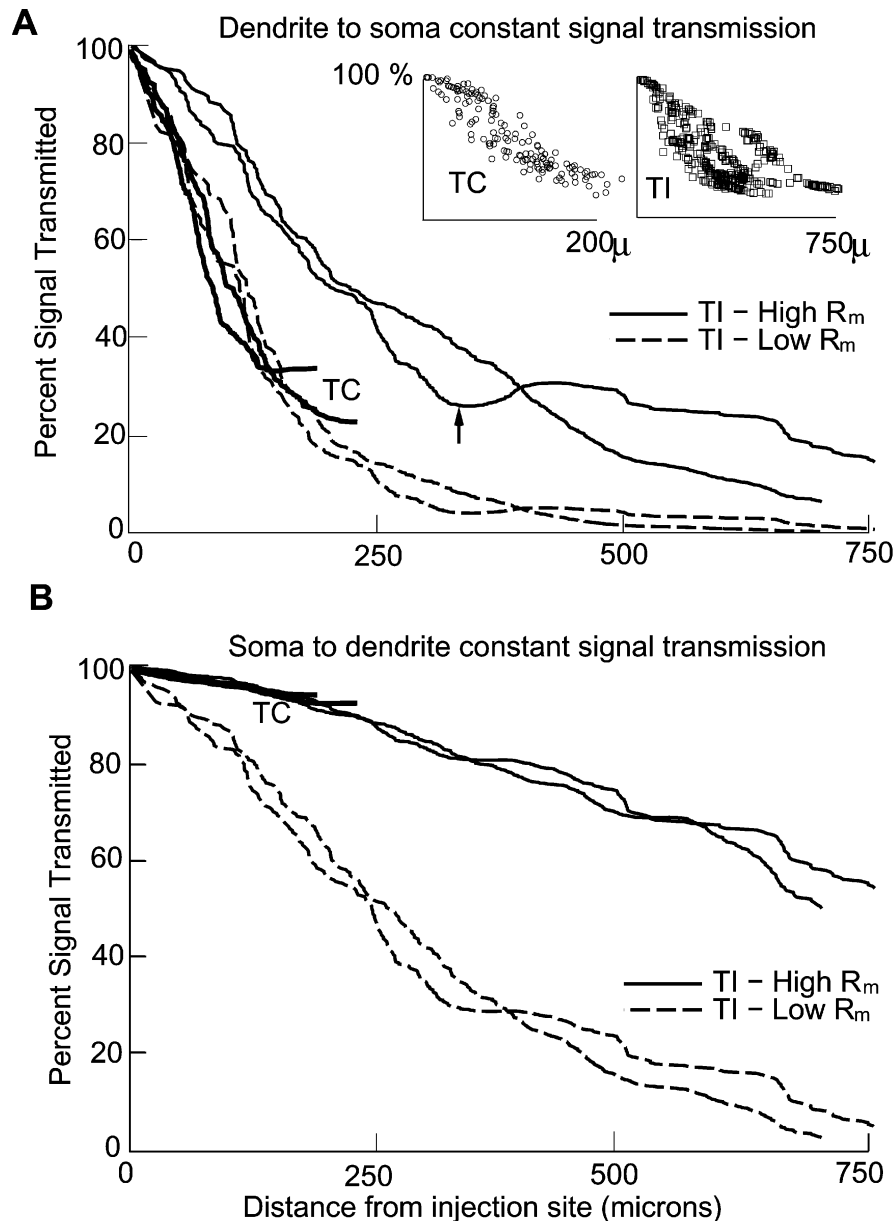 A
Dendrite to soma constant signal transmission
100
80
60
40
20
0
Percent Signal Transmitted
100 %
TC
200μ
TI
750μ
TI − High Rm
TI − Low Rm
TC
0
250
500
750
B
Soma to dendrite constant signal transmission
100
80
60
40
20
0
Percent Signal Transmitted
TC
TI − High Rm
TI − Low Rm
0
250
500
750
Distance from injection site (microns)